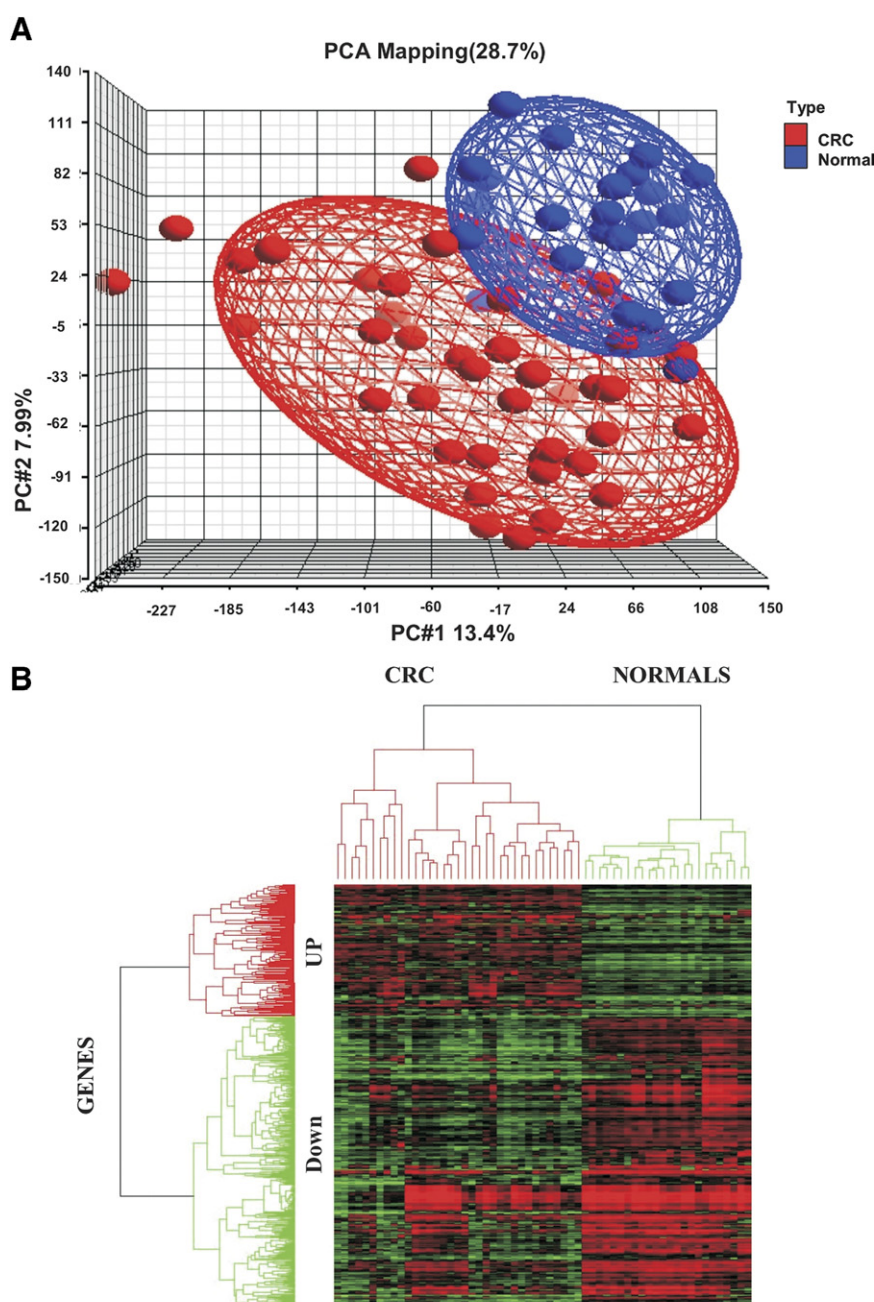 A
PCA Mapping(28.7%)
Type
CRC
Normal
140
111
82
53
24
-5
-33
-62
-91
-120
-150
PC#2 7.99%
-227 -185 -143 -101 -60 -17 24 66 108 150
PC#1 13.4%
B
CRC NORMALS
GENES
UP
Down